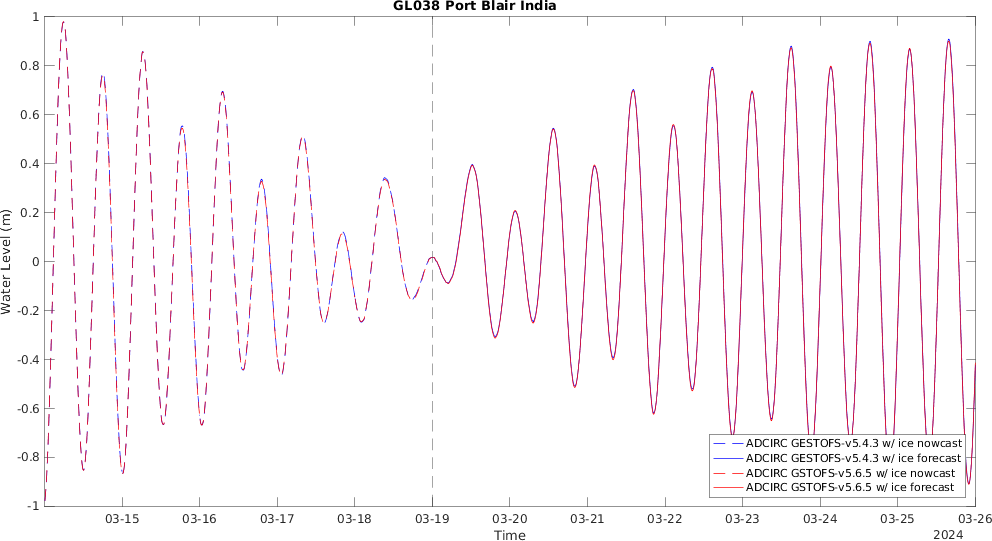 GL038 Port Blair India
Water Level (m)
1
0.8
0.6
0.4
0.2
0
-0.2
-0.4
-0.6
-0.8
-1
ADCIRC GESTOFS-v5.4.3 w/ ice nowcast
ADCIRC GESTOFS-v5.4.3 w/ ice forecast
ADCIRC GSTOFS-v5.6.5 w/ ice nowcast
ADCIRC GSTOFS-v5.6.5 w/ ice forecast
03-15 03-16 03-17 03-18 03-19 03-20 03-21 03-22 03-23 03-24 03-25 03-26
Time
2024